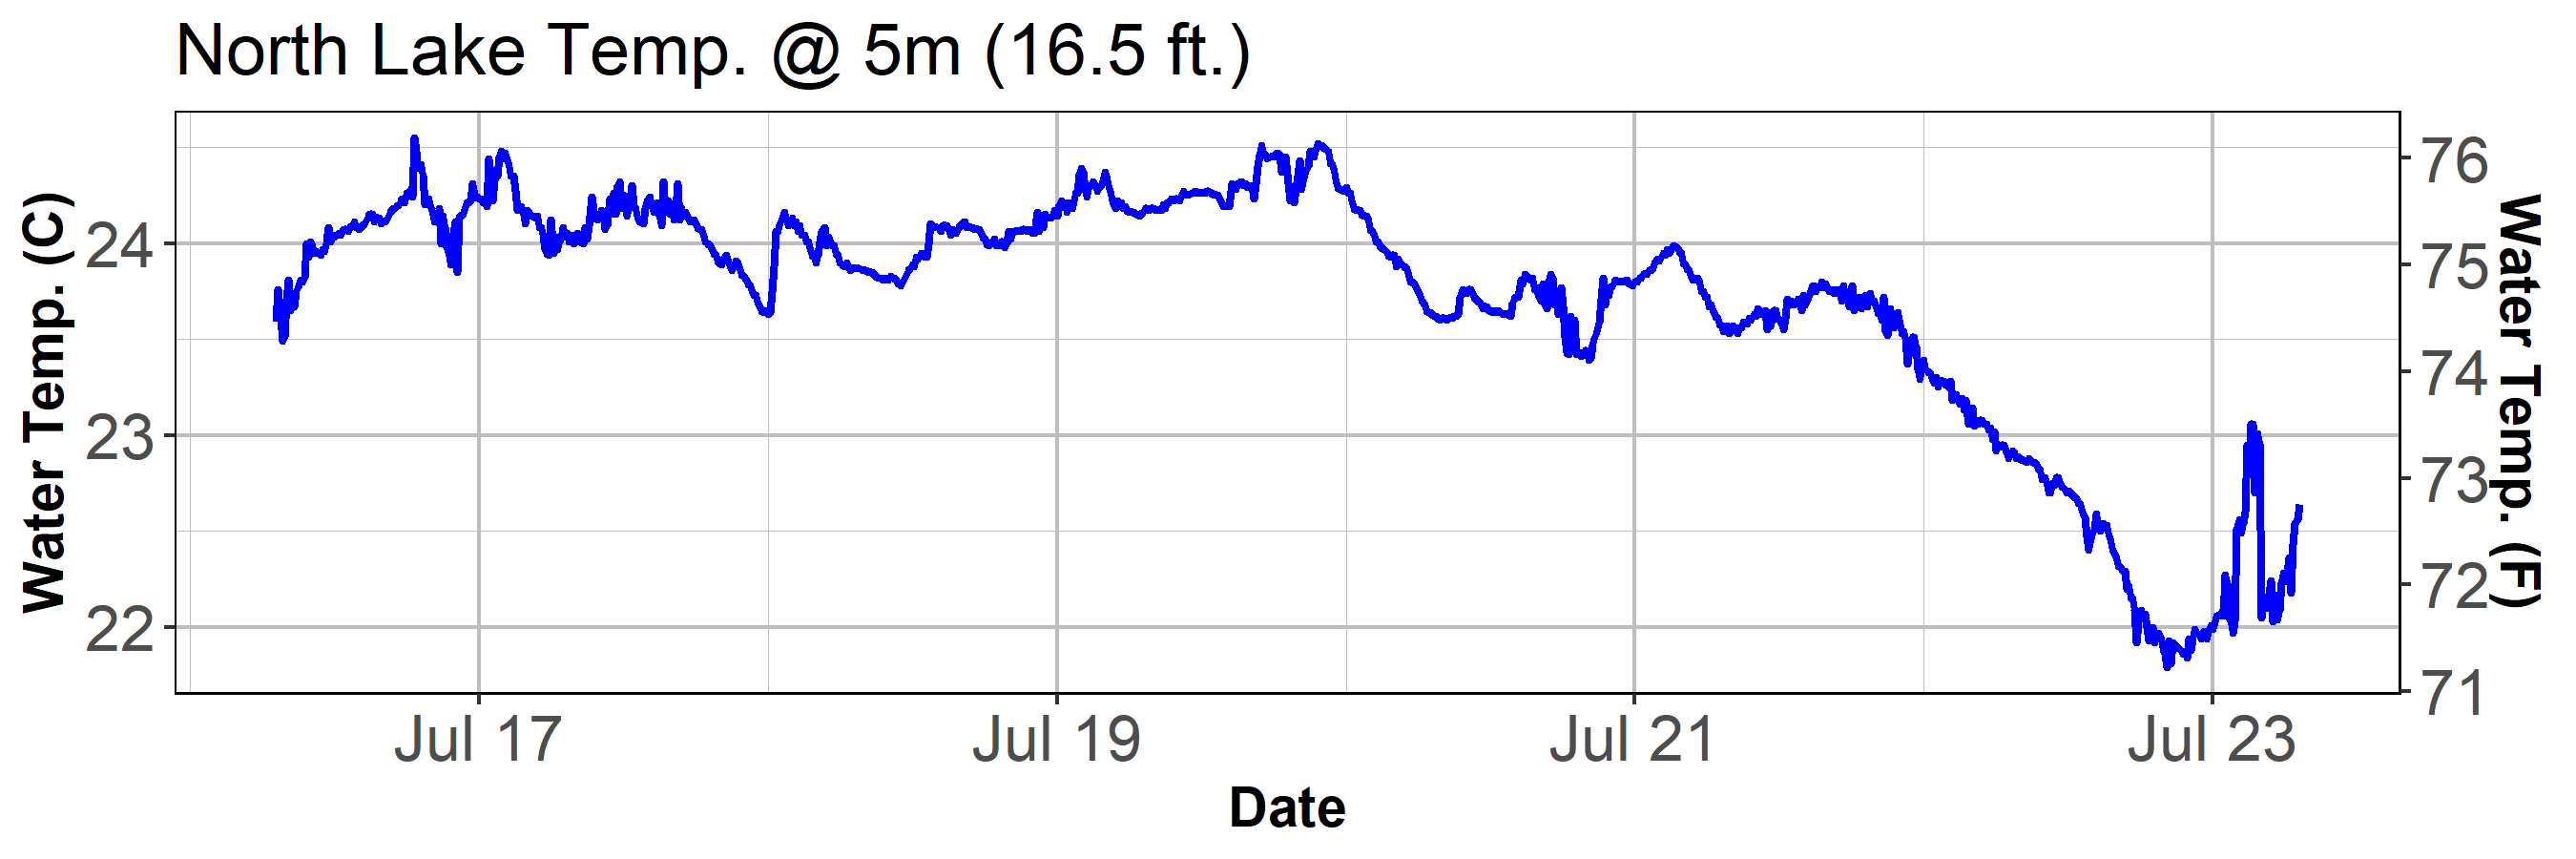 North Lake Temp. @ 5m (16.5 ft.)
Water Temp. (C)
24
23
22
76
75
74
73
72
71
Water Temp. (F)
Jul 17
Jul 19
Jul 21
Jul 23
Date